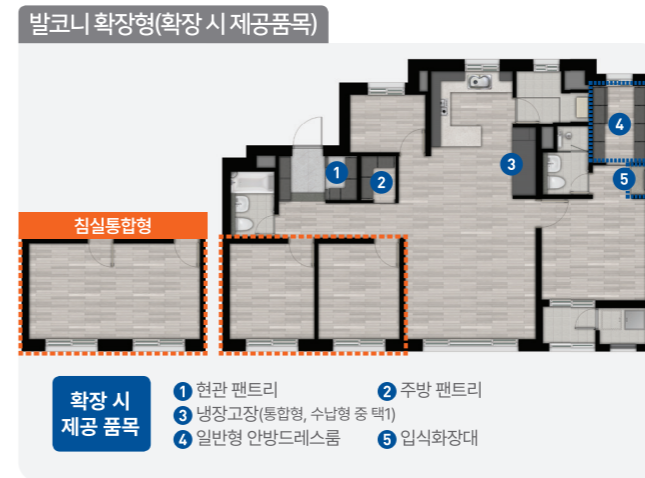 발코니 확장형(확장 시 제공품목)
4
1
2
3
5
침실통합형
확장 시
제공 품목
1 현관 팬트리
2 주방 팬트리
3 냉장고장(통합형, 수납형 중 택1)
4 일반형 안방드레스룸
5 입식화장대